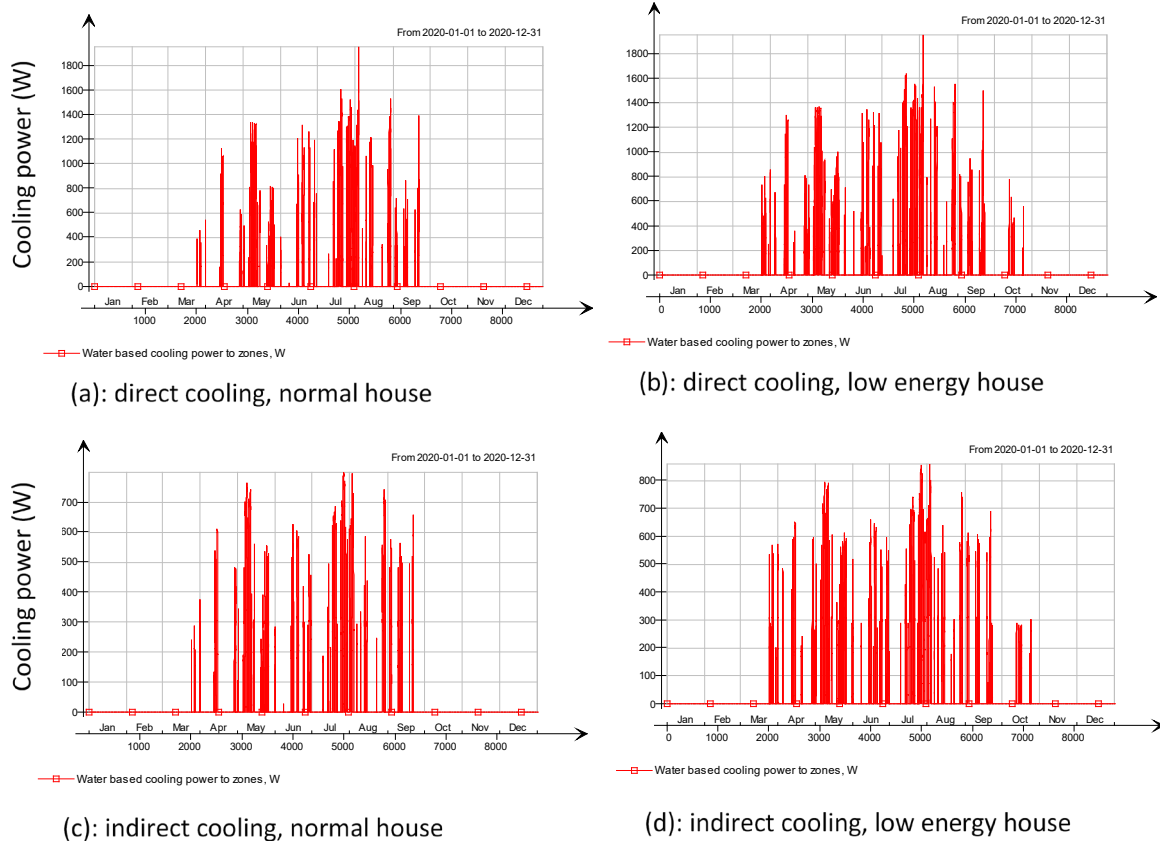 From 2020-01-01 to 2020-12-31
Cooling power (W)
1800
1600
1400
1200
1000
800
600
400
200
0
Jan Feb Mar Apr May Jun Jul Aug Sep Oct Nov Dec
1000 2000 3000 4000 5000 6000 7000 8000
Water based cooling power to zones, W
(a): direct cooling, normal house
From 2020-01-01 to 2020-12-31
1800
1600
1400
1200
1000
800
600
400
200
0
Jan Feb Mar Apr May Jun Jul Aug Sep Oct Nov Dec
0 1000 2000 3000 4000 5000 6000 7000 8000
Water based cooling power to zones, W
(b): direct cooling, low energy house
From 2020-01-01 to 2020-12-31
Cooling power (W)
700
600
500
400
300
200
100
0
Jan Feb Mar Apr May Jun Jul Aug Sep Oct Nov Dec
1000 2000 3000 4000 5000 6000 7000 8000
Water based cooling power to zones, W
(c): indirect cooling, normal house
From 2020-01-01 to 2020-12-31
800
700
600
500
400
300
200
100
0
Jan Feb Mar Apr May Jun Jul Aug Sep Oct Nov Dec
0 1000 2000 3000 4000 5000 6000 7000 8000
Water based cooling power to zones, W
(d): indirect cooling, low energy house